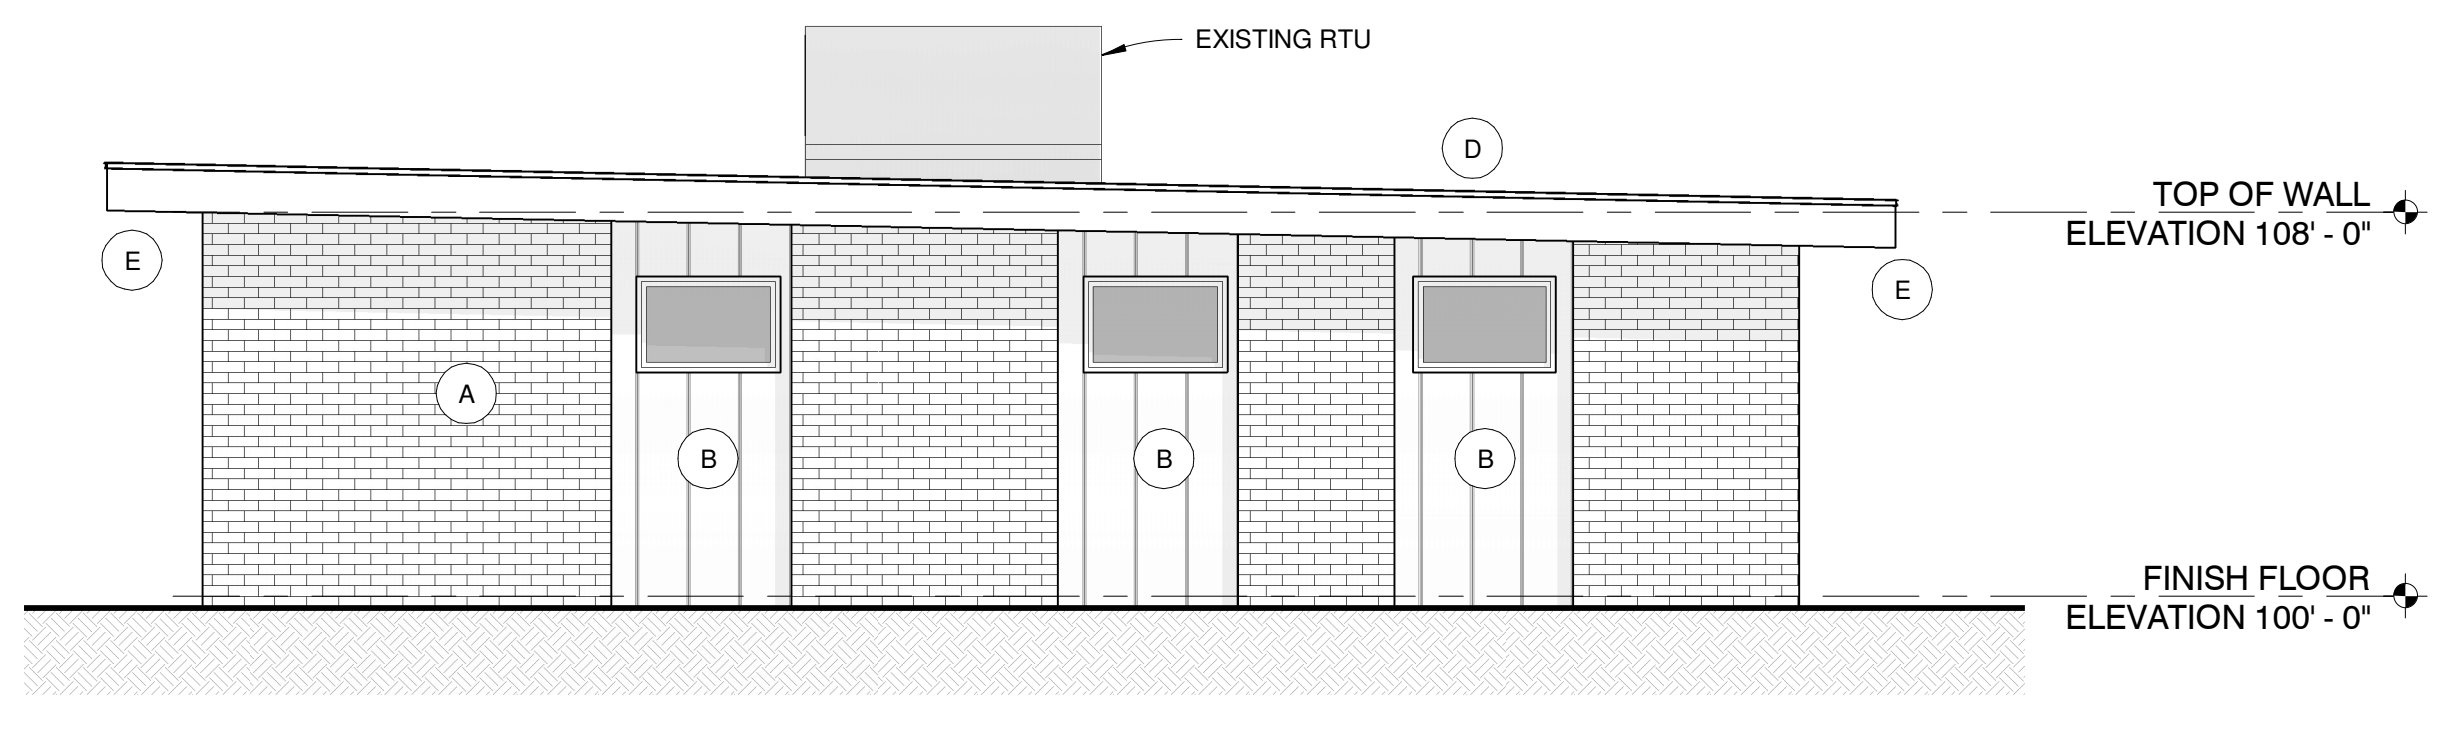 EXISTING RTU
D
TOP OF WALL
ELEVATION 108' - 0"
E
E
A
B
B
B
FINISH FLOOR
ELEVATION 100' - 0"